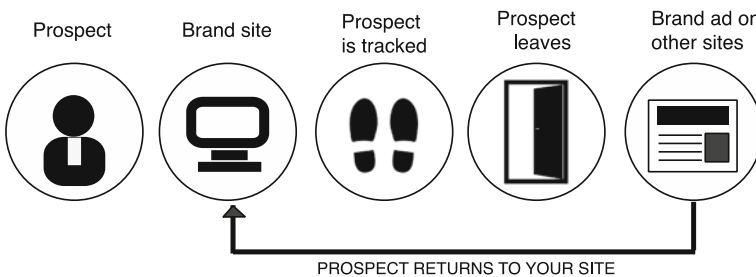 Prospect
Brand site
Prospect
is tracked
Prospect
leaves
Brand ad on
other sites
PROSPECT RETURNS TO YOUR SITE